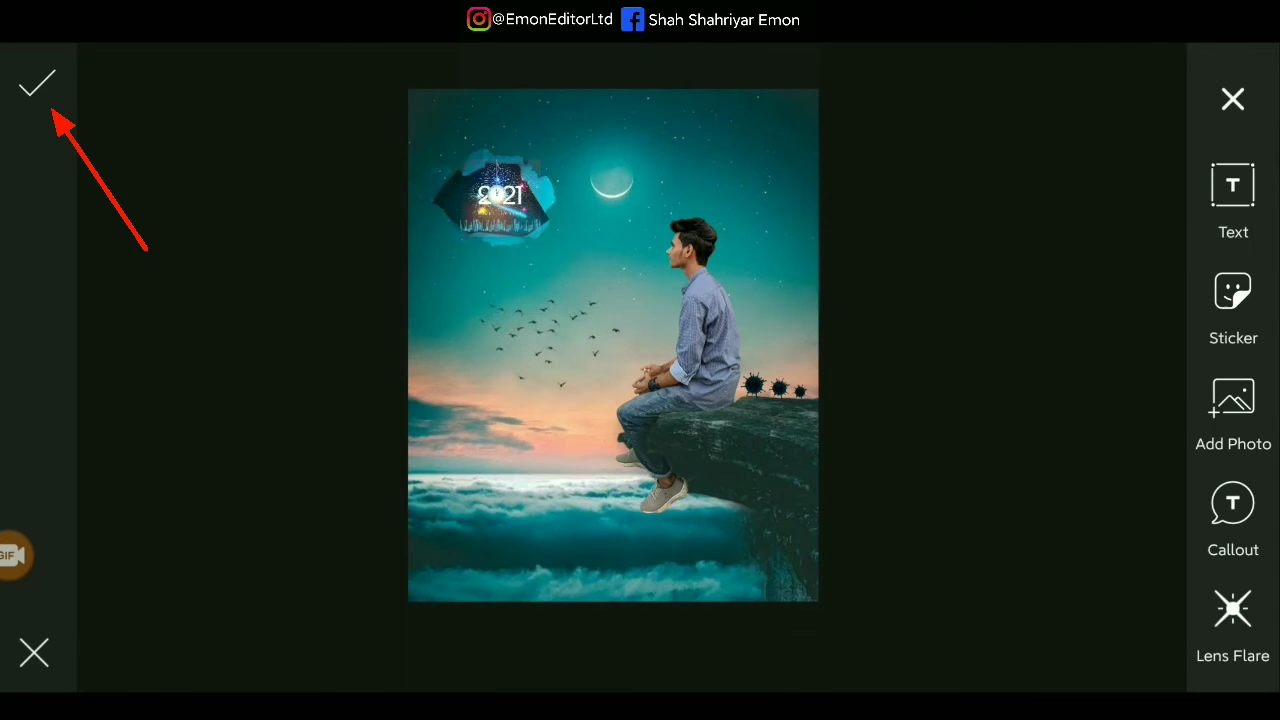 @EmonEditorLtd Shah Shahriyar Emon
2021
T
Text
Sticker
Add Photo
T
Callout
GIF
Lens Flare